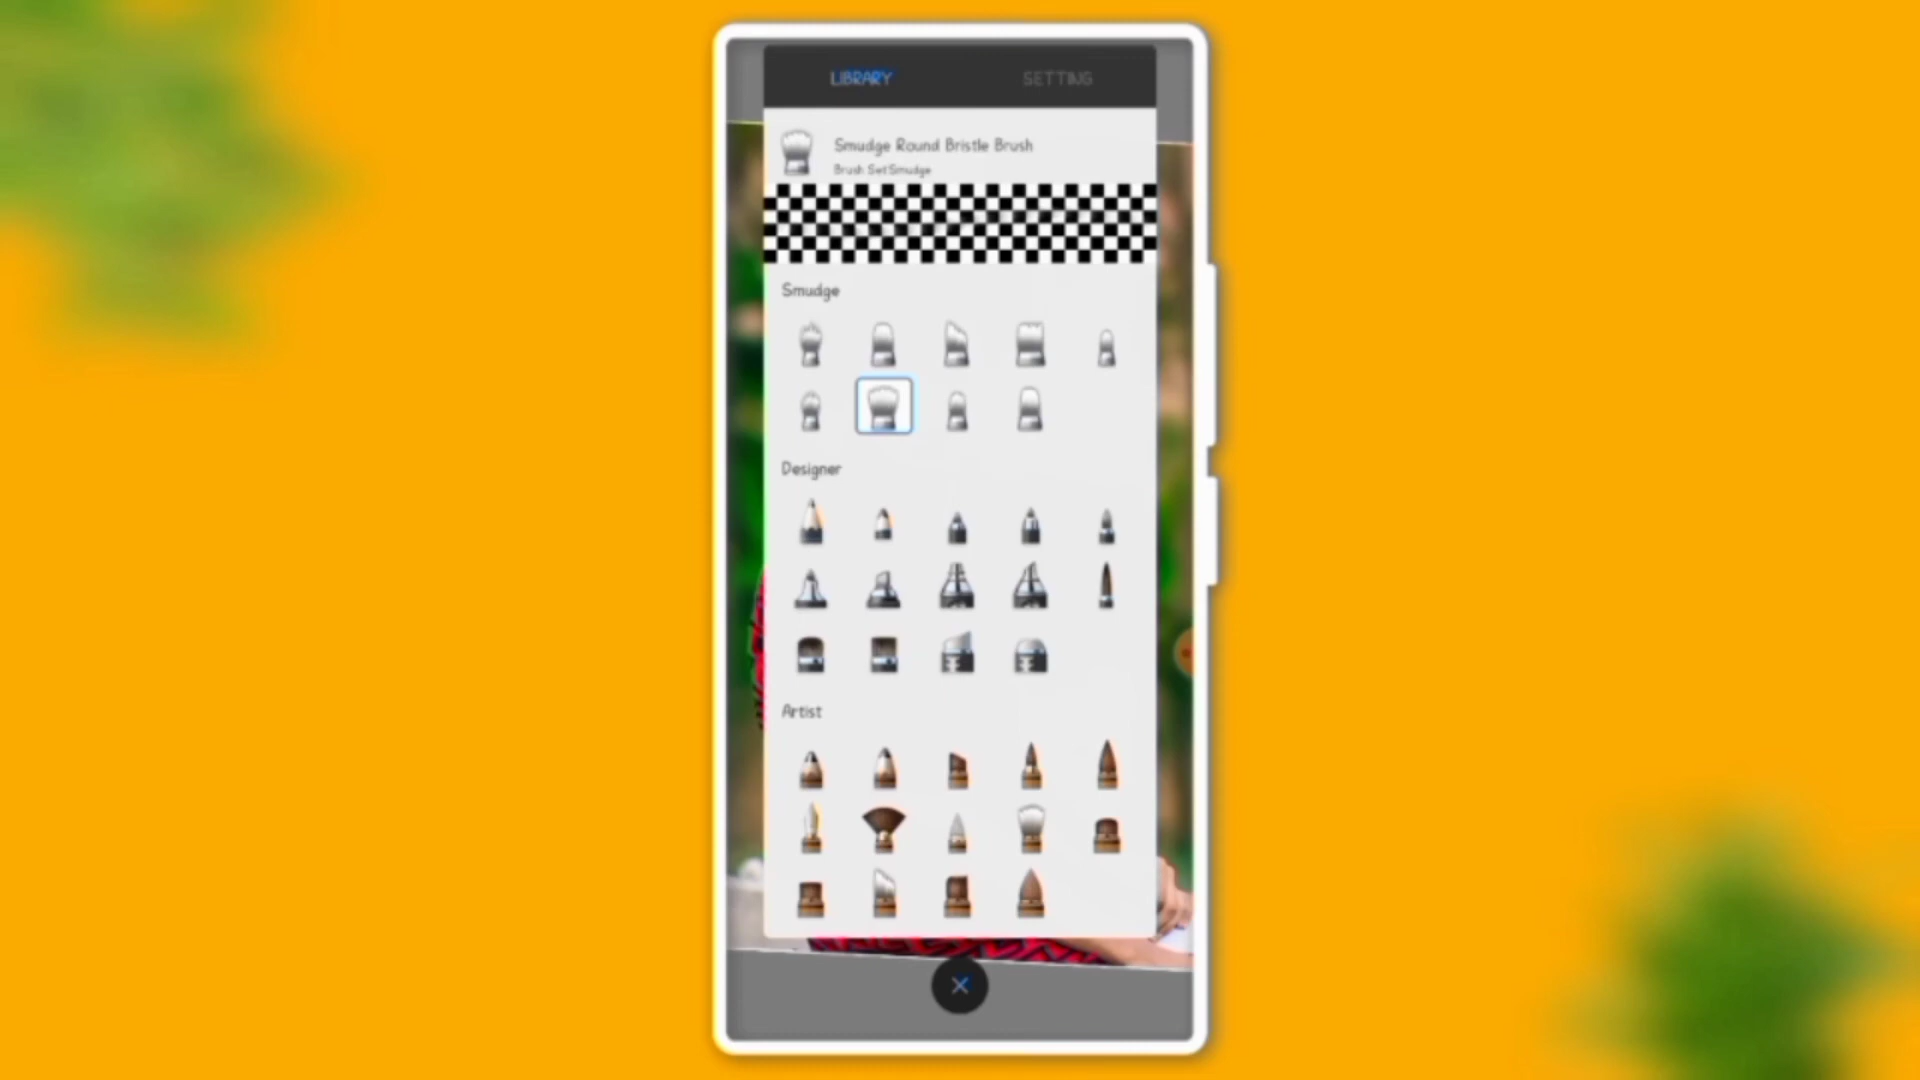 LIBRARY
SETTING
Smudge Round Bristle Brush
Brush Set:Smudge
Smudge
Designer
Artist